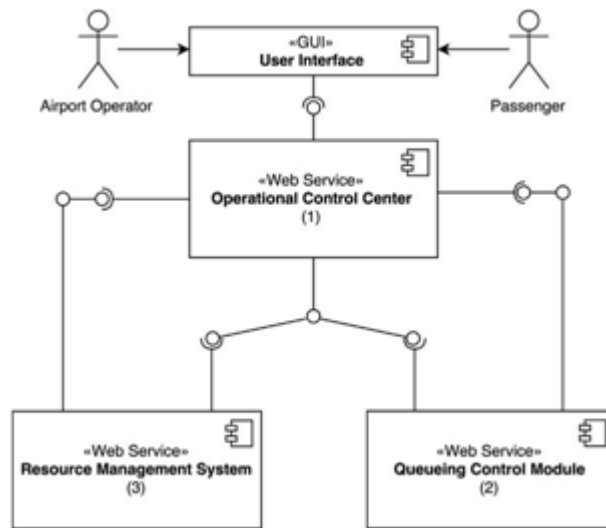 «GUI»
User Interface
Airport Operator
Passenger
«Web Service»
Operational Control Center
(1)
«Web Service»
Resource Management System
(3)
«Web Service»
Queueing Control Module
(2)